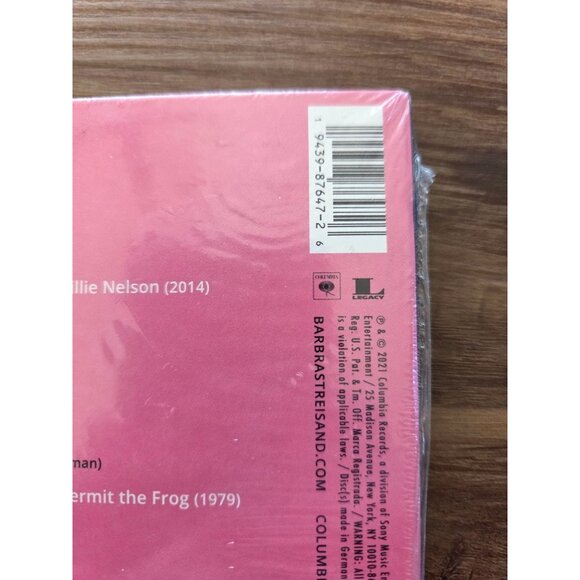 1 9439-87647-2 6
COLUMBIA
LEGACY
illie Nelson (2014)
man)
ermit the Frog (1979)
℗ & © 2021 Columbia Records, a division of Sony Music En
Entertainment / 25 Madison Avenue, New York, NY 10010-8
Reg. U.S. Pat. & Tm. Off. Marca Registrada. / WARNING: All
is a violation of applicable laws. / Disc(s) made in German
BARBRASTREISAND.COM COLUMB